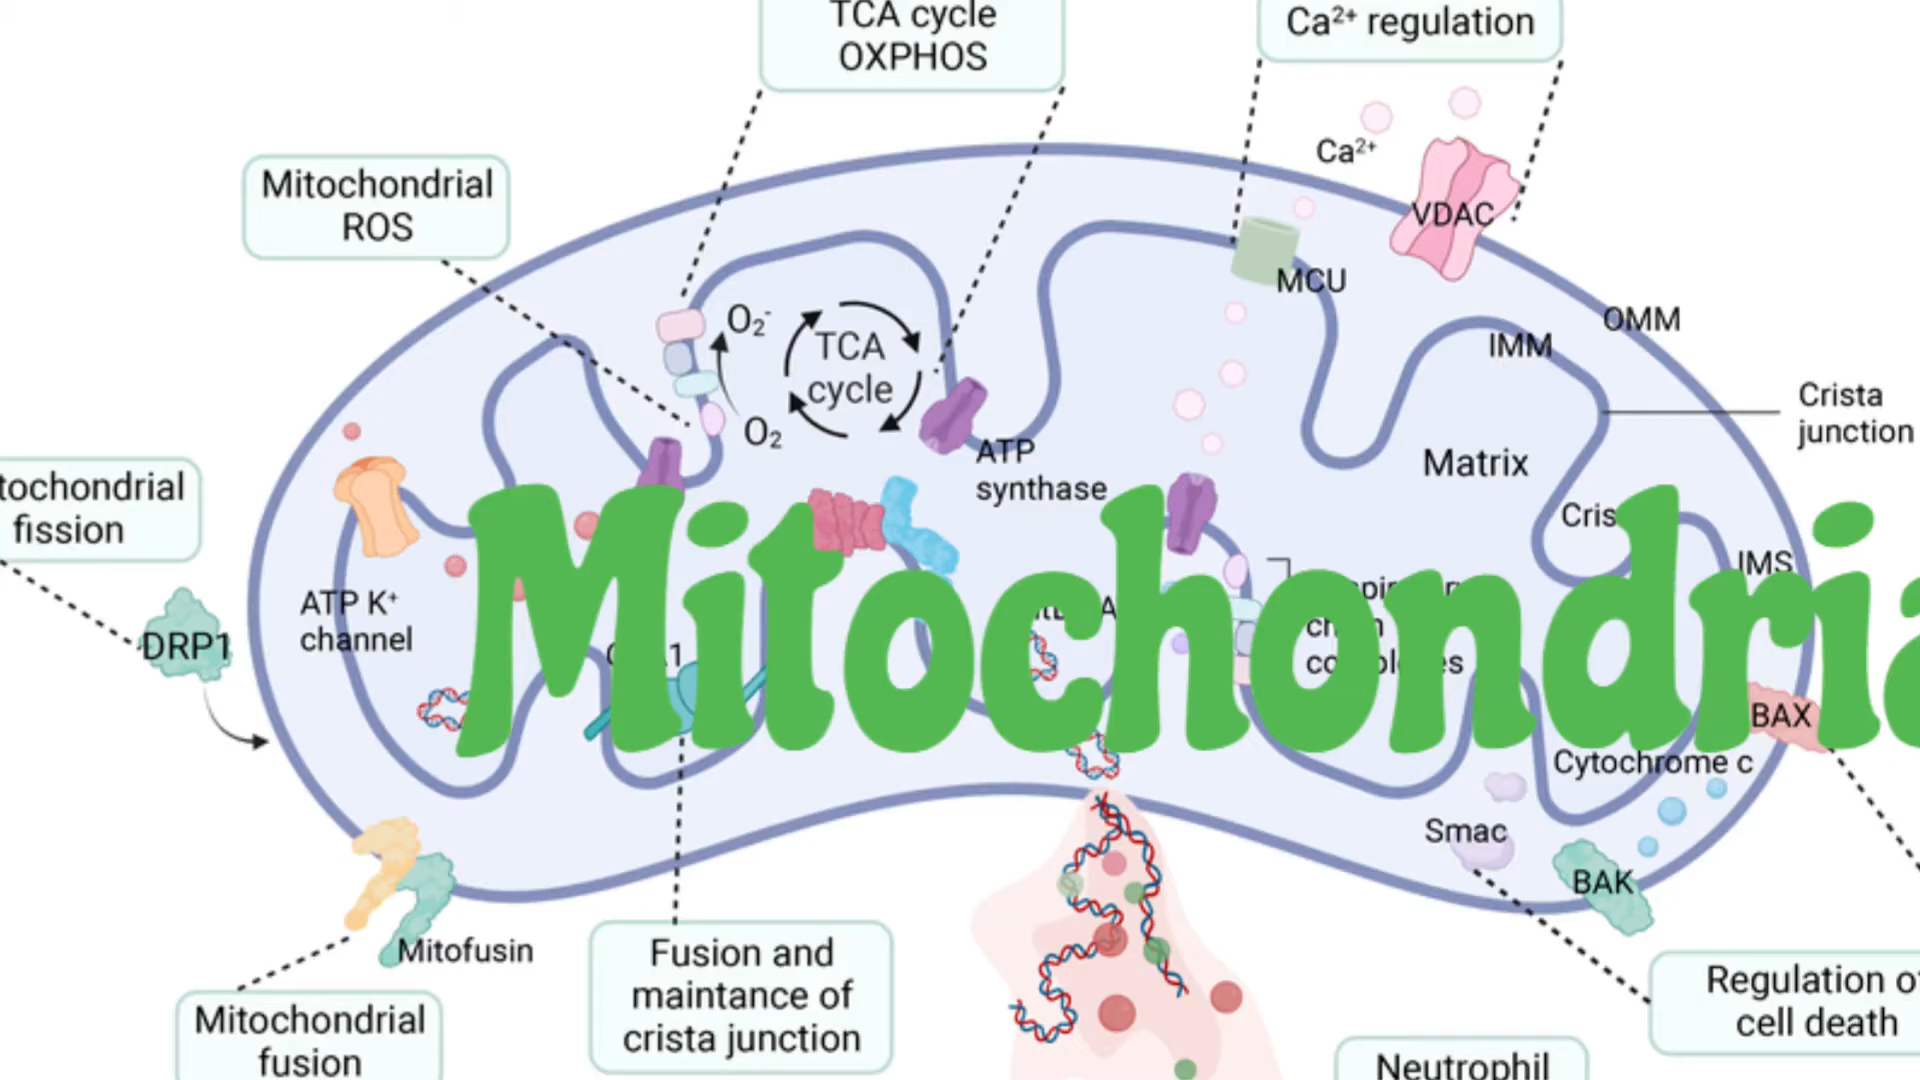 TCA cycle
OXPHOS
Ca²⁺ regulation
Mitochondrial
ROS
Ca²⁺
VDAC
MCU
OMM
IMM
O₂⁻
TCA
cycle
O₂
Crista
junction
ATP
synthase
Matrix
tochondrial
fission
Cris
IMS
ATP K⁺
channel
DRP1
Mitochondria
BAX
Cytochrome c
Smac
BAK
Mitofusin
Fusion and
maintance of
crista junction
Mitochondrial
fusion
Regulation of
cell death
Neutrophil